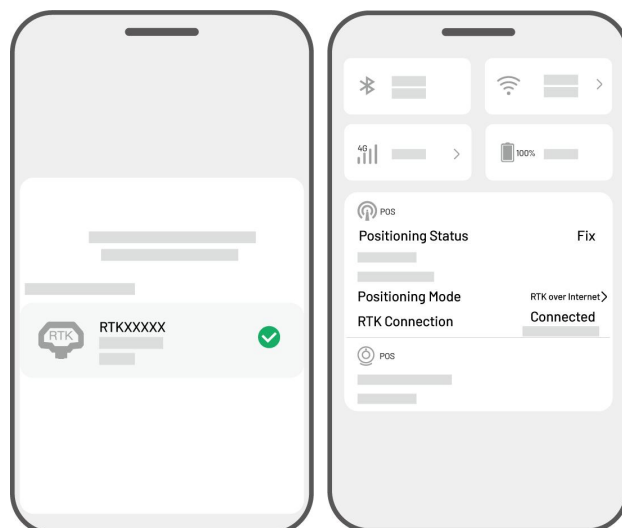 RTK
RTKXXXXX
4G
100%
POS
Positioning Status Fix
Positioning Mode RTK over Internet
RTK Connection Connected
POS